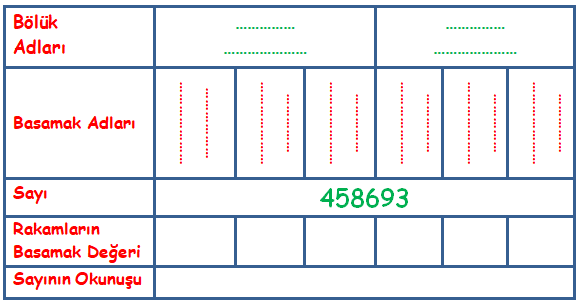 Bölük
Adları
...............
.....................
...............
.....................
Basamak Adları
Sayı
458693
Rakamların
Basamak Değeri
Sayının Okunuşu